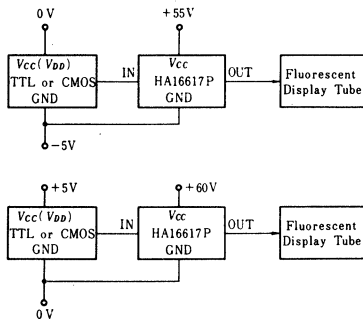 0 V
+55V
VCC(VDD)
TTL or CMOS
GND
IN
VCC
HA16617P
GND
OUT
Fluorescent
Display Tube
−5V
+5V
+60V
VCC(VDD)
TTL or CMOS
GND
IN
VCC
HA16617P
GND
OUT
Fluorescent
Display Tube
0 V